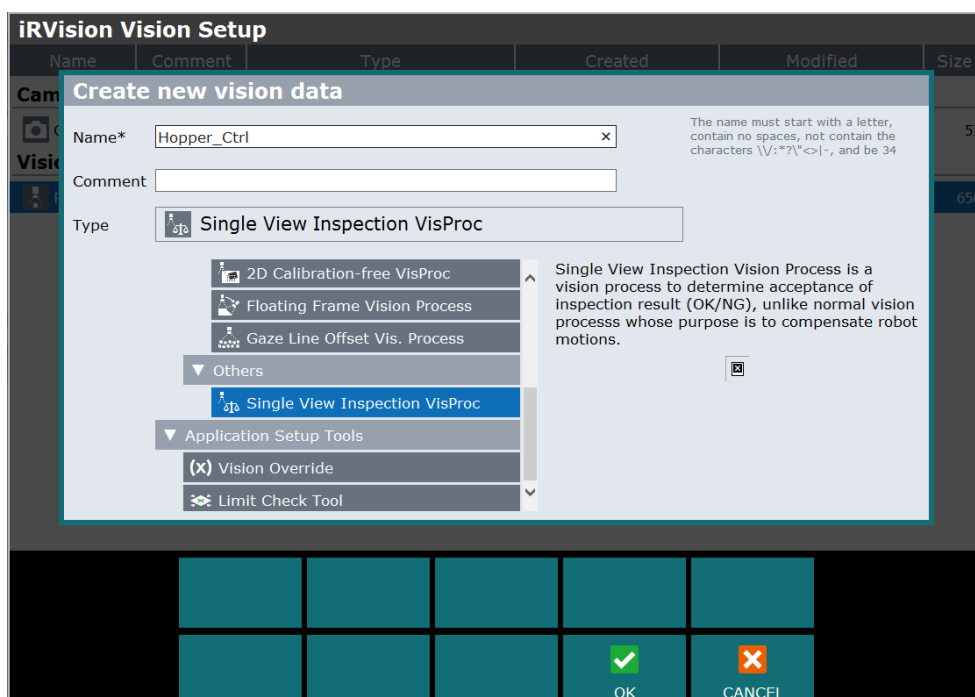 iRVision Vision Setup
Name Comment Type Created Modified Size
Cam
Create new vision data
Name* Hopper_Ctrl ×
The name must start with a letter,
contain no spaces, not contain the
characters \\/:*?\"<>|-, and be 34
5
Visio
Comment
65
Type Single View Inspection VisProc
2D Calibration-free VisProc
Floating Frame Vision Process
Gaze Line Offset Vis. Process
▼ Others
Single View Inspection VisProc
▼ Application Setup Tools
(x) Vision Override
Limit Check Tool
Single View Inspection Vision Process is a
vision process to determine acceptance of
inspection result (OK/NG), unlike normal vision
processs whose purpose is to compensate robot
motions.
OK CANCEL